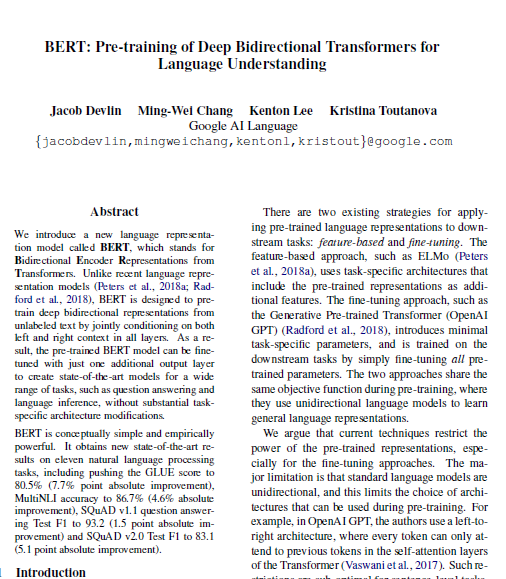 BERT: Pre-training of Deep Bidirectional Transformers for
Language Understanding
Jacob Devlin Ming-Wei Chang Kenton Lee Kristina Toutanova
Google AI Language
{jacobdevlin,mingweichang,kentonl,kristout}@google.com
Abstract
We introduce a new language representa-
tion model called BERT, which stands for
Bidirectional Encoder Representations from
Transformers. Unlike recent language repre-
sentation models (Peters et al., 2018a; Rad-
ford et al., 2018), BERT is designed to pre-
train deep bidirectional representations from
unlabeled text by jointly conditioning on both
left and right context in all layers. As a re-
sult, the pre-trained BERT model can be fine-
tuned with just one additional output layer
to create state-of-the-art models for a wide
range of tasks, such as question answering and
language inference, without substantial task-
specific architecture modifications.
BERT is conceptually simple and empirically
powerful. It obtains new state-of-the-art re-
sults on eleven natural language processing
tasks, including pushing the GLUE score to
80.5% (7.7% point absolute improvement),
MultiNLI accuracy to 86.7% (4.6% absolute
improvement), SQuAD v1.1 question answer-
ing Test F1 to 93.2 (1.5 point absolute im-
provement) and SQuAD v2.0 Test F1 to 83.1
(5.1 point absolute improvement).
1 Introduction
There are two existing strategies for apply-
ing pre-trained language representations to down-
stream tasks: feature-based and fine-tuning. The
feature-based approach, such as ELMo (Peters
et al., 2018a), uses task-specific architectures that
include the pre-trained representations as addi-
tional features. The fine-tuning approach, such as
the Generative Pre-trained Transformer (OpenAI
GPT) (Radford et al., 2018), introduces minimal
task-specific parameters, and is trained on the
downstream tasks by simply fine-tuning all pre-
trained parameters. The two approaches share the
same objective function during pre-training, where
they use unidirectional language models to learn
general language representations.
We argue that current techniques restrict the
power of the pre-trained representations, espe-
cially for the fine-tuning approaches. The ma-
jor limitation is that standard language models are
unidirectional, and this limits the choice of archi-
tectures that can be used during pre-training. For
example, in OpenAI GPT, the authors use a left-to-
right architecture, where every token can only at-
tend to previous tokens in the self-attention layers
of the Transformer (Vaswani et al., 2017). Such re-